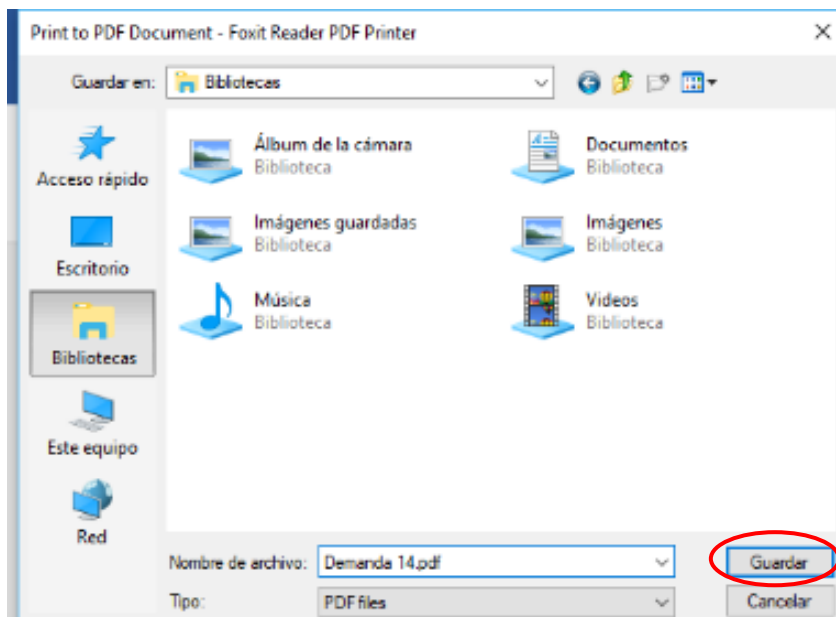 Print to PDF Document - Foxit Reader PDF Printer
Guardar en: Bibliotecas
Acceso rápido
Escritorio
Bibliotecas
Este equipo
Red
Álbum de la cámara
Biblioteca
Documentos
Biblioteca
Imágenes guardadas
Biblioteca
Imágenes
Biblioteca
Música
Biblioteca
Videos
Biblioteca
Nombre de archivo: Demanda 14.pdf Guardar
Tipo: PDF files Cancelar